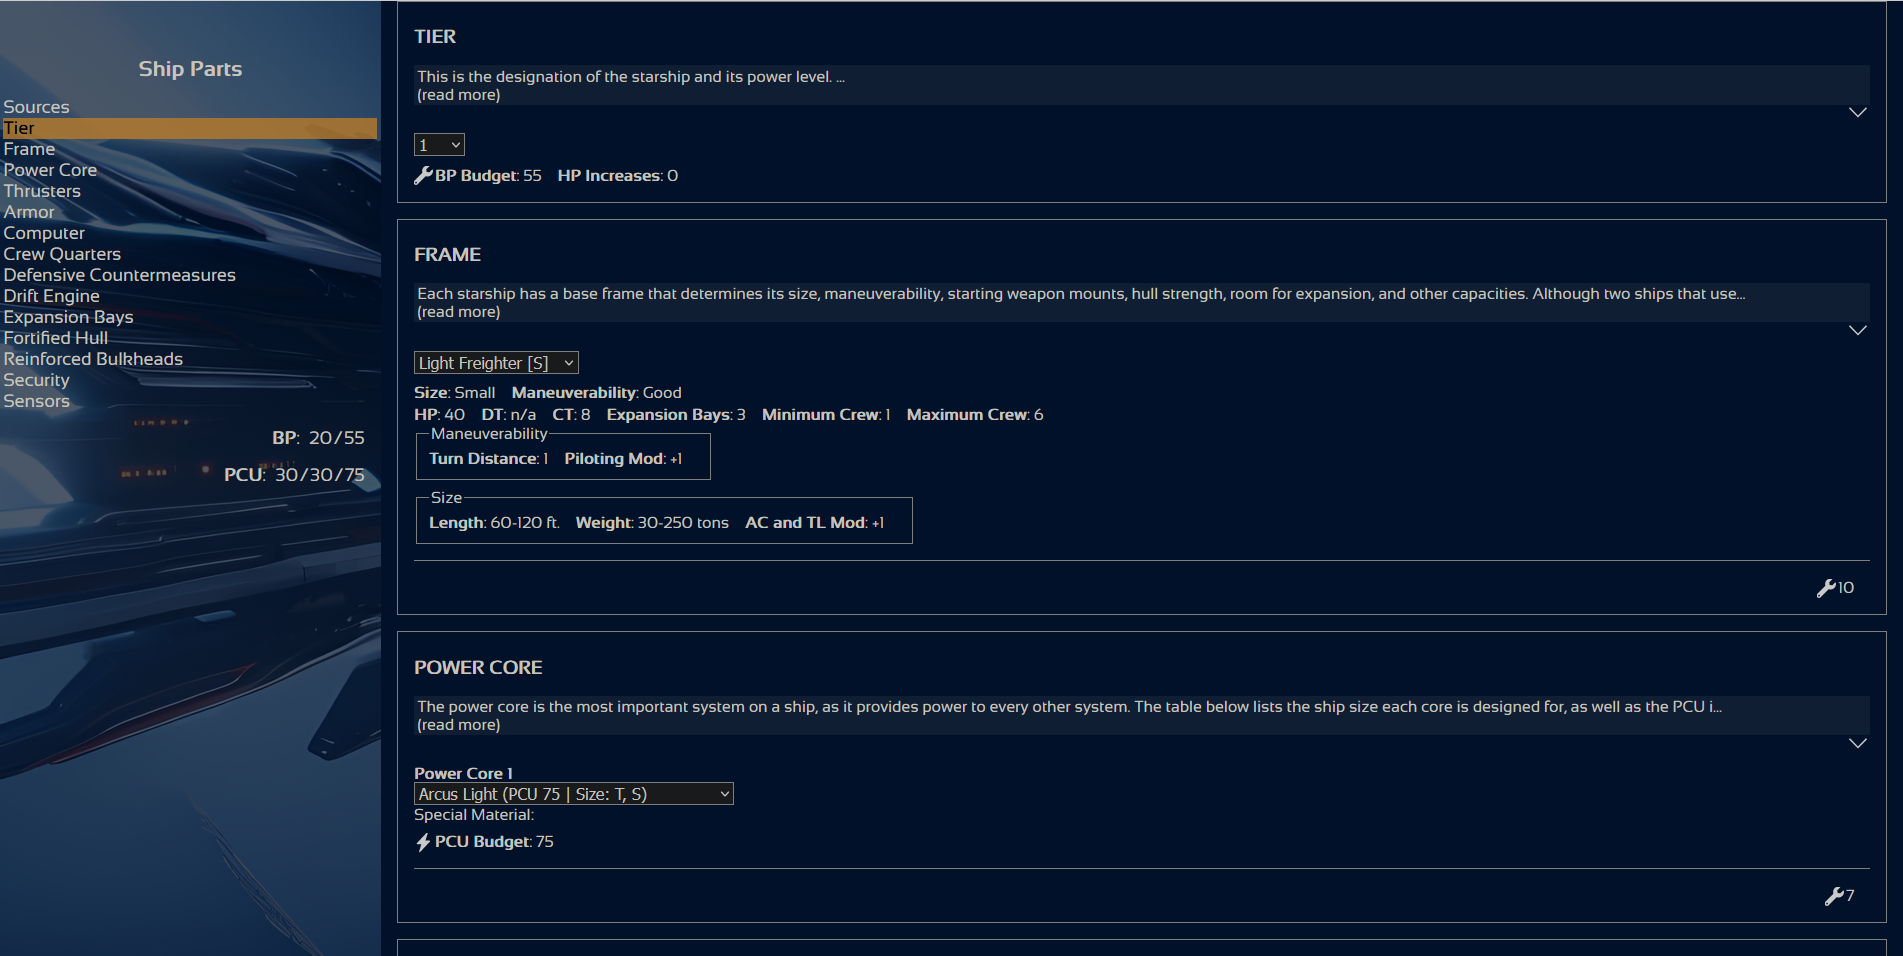 Ship Parts
Sources
Tier
Frame
Power Core
Thrusters
Armor
Computer
Crew Quarters
Defensive Countermeasures
Drift Engine
Expansion Bays
Fortified Hull
Reinforced Bulkheads
Security
Sensors
BP: 20/55
PCU: 30/30/75
TIER
This is the designation of the starship and its power level. ...
(read more)
1
BP Budget: 55 HP Increases: 0
FRAME
Each starship has a base frame that determines its size, maneuverability, starting weapon mounts, hull strength, room for expansion, and other capacities. Although two ships that use...
(read more)
Light Freighter [S]
Size: Small Maneuverability: Good
HP: 40 DT: n/a CT: 8 Expansion Bays: 3 Minimum Crew: 1 Maximum Crew: 6
Maneuverability
Turn Distance: 1 Piloting Mod: +1
Size
Length: 60-120 ft. Weight: 30-250 tons AC and TL Mod: +1
10
POWER CORE
The power core is the most important system on a ship, as it provides power to every other system. The table below lists the ship size each core is designed for, as well as the PCU i...
(read more)
Power Core 1
Arcus Light (PCU 75 | Size: T, S)
Special Material:
PCU Budget: 75
7